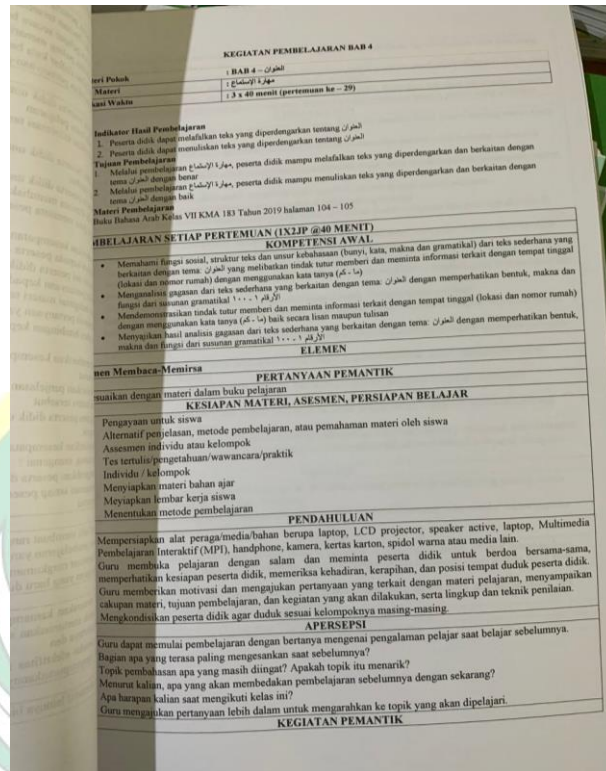 KEGIATAN PEMBELAJARAN BAB 4
teri Pokok : BAB 4 – العنوان
Materi : مهارة الإستماع
kasi Waktu : 3 x 40 menit (pertemuan ke – 29)
Indikator Hasil Pembelajaran
1. Peserta didik dapat melafalkan teks yang diperdengarkan tentang العنوان
2. Peserta didik dapat menuliskan teks yang diperdengarkan tentang العنوان
Tujuan Pembelajaran
1. Melalui pembelajaran مهارة الإستماع, peserta didik mampu melafalkan teks yang diperdengarkan dan berkaitan dengan
tema العنوان dengan benar
2. Melalui pembelajaran مهارة الإستماع, peserta didik mampu menuliskan teks yang diperdengarkan dan berkaitan dengan
tema العنوان dengan baik
Materi Pembelajaran
Buku Bahasa Arab Kelas VII KMA 183 Tahun 2019 halaman 104 – 105
MBELAJARAN SETIAP PERTEMUAN (1X2JP @40 MENIT)
KOMPETENSI AWAL
• Memahami fungsi sosial, struktur teks dan unsur kebahasaan (bunyi, kata, makna dan gramatikal) dari teks sederhana yang
berkaitan dengan tema: العنوان yang melibatkan tindak tutur memberi dan meminta informasi terkait dengan tempat tinggal
(lokasi dan nomor rumah) dengan menggunakan kata tanya (ما - كم)
• Menganalisis gagasan dari teks sederhana yang berkaitan dengan tema: العنوان dengan memperhatikan bentuk, makna dan
fungsi dari susunan gramatikal الأرقام ١ - ١٠٠
• Mendemonstrasikan tindak tutur memberi dan meminta informasi terkait dengan tempat tinggal (lokasi dan nomor rumah)
dengan menggunakan kata tanya (ما - كم) baik secara lisan maupun tulisan
• Menyajikan hasil analisis gagasan dari teks sederhana yang berkaitan dengan tema: العنوان dengan memperhatikan bentuk,
makna dan fungsi dari susunan gramatikal الأرقام ١ - ١٠٠
ELEMEN
men Membaca-Memirsa
PERTANYAAN PEMANTIK
suaikan dengan materi dalam buku pelajaran
KESIAPAN MATERI, ASESMEN, PERSIAPAN BELAJAR
Pengayaan untuk siswa
Alternatif penjelasan, metode pembelajaran, atau pemahaman materi oleh siswa
Assesmen individu atau kelompok
Tes tertulis/pengetahuan/wawancara/praktik
Individu / kelompok
Menyiapkan materi bahan ajar
Meyiapkan lembar kerja siswa
Menentukan metode pembelajaran
PENDAHULUAN
Mempersiapkan alat peraga/media/bahan berupa laptop, LCD projector, speaker active, laptop, Multimedia
Pembelajaran Interaktif (MPI), handphone, kamera, kertas karton, spidol warna atau media lain.
Guru membuka pelajaran dengan salam dan meminta peserta didik untuk berdoa bersama-sama,
memperhatikan kesiapan peserta didik, memeriksa kehadiran, kerapihan, dan posisi tempat duduk peserta didik.
Guru memberikan motivasi dan mengajukan pertanyaan yang terkait dengan materi pelajaran, menyampaikan
cakupan materi, tujuan pembelajaran, dan kegiatan yang akan dilakukan, serta lingkup dan teknik penilaian.
Mengkondisikan peserta didik agar duduk sesuai kelompoknya masing-masing.
APERSEPSI
Guru dapat memulai pembelajaran dengan bertanya mengenai pengalaman pelajar saat belajar sebelumnya.
Bagian apa yang terasa paling mengesankan saat sebelumnya?
Topik pembahasan apa yang masih diingat? Apakah topik itu menarik?
Menurut kalian, apa yang akan membedakan pembelajaran sebelumnya dengan sekarang?
Apa harapan kalian saat mengikuti kelas ini?
Guru mengajukan pertanyaan lebih dalam untuk mengarahkan ke topik yang akan dipelajari.
KEGIATAN PEMANTIK